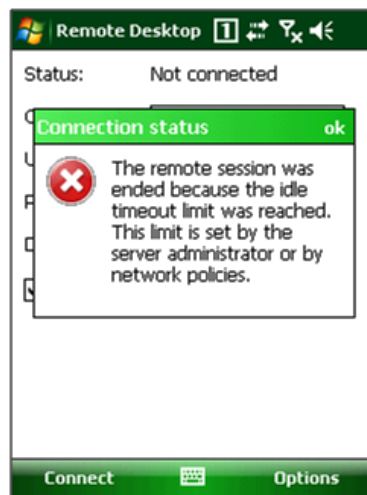 Remote Desktop 1
Status: Not connected
Connection status ok
The remote session was
ended because the idle
timeout limit was reached.
This limit is set by the
server administrator or by
network policies.
Connect Options